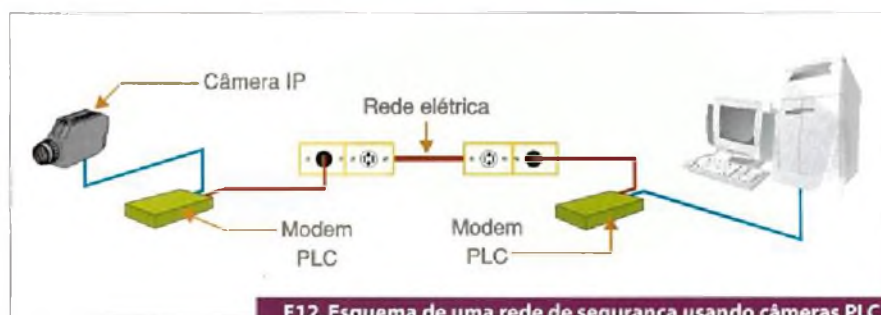 Câmera IP
Rede elétrica
Modem
PLC
Modem
PLC
F12 Esquema de uma rede de segurança usando câmeras PLC